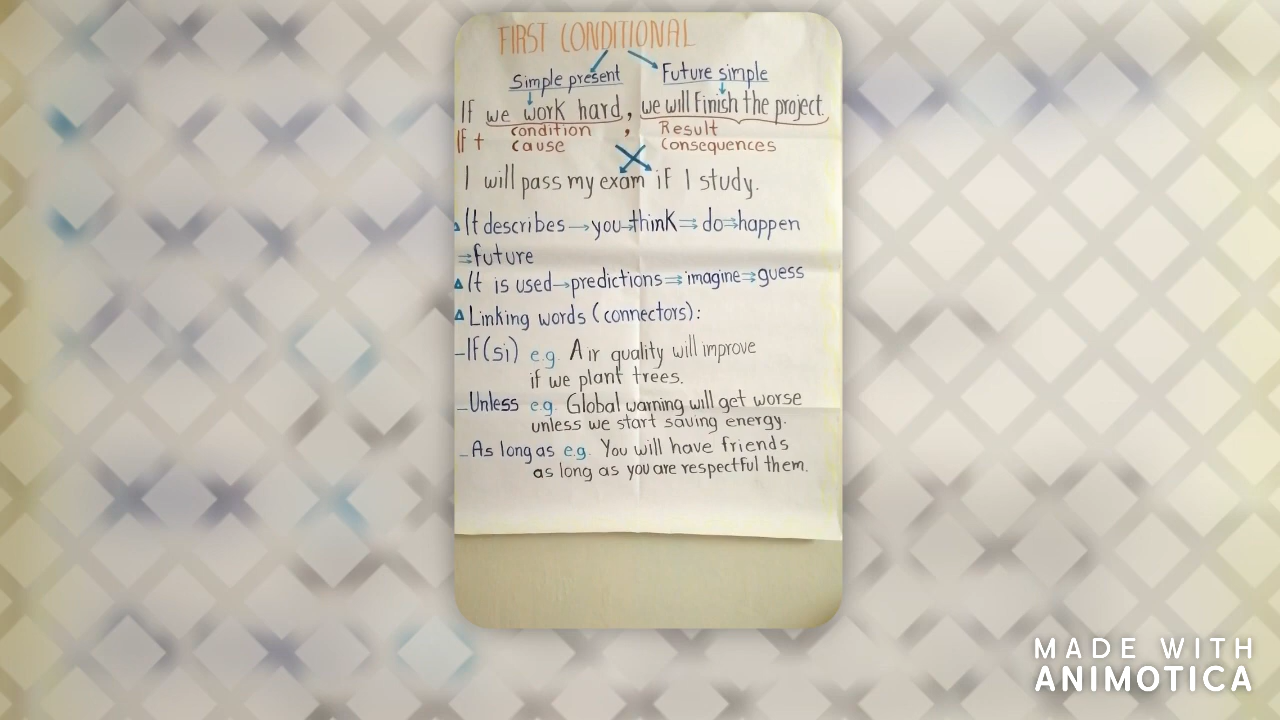 FIRST CONDITIONAL
Simple present Future simple
If we work hard, we will finish the project.
IF + condition , Result
cause Consequences
I will pass my exam if I study.
It describes → you → think ⇒ do ⇒ happen
⇒ future
It is used → predictions ⇒ imagine ⇒ guess
Linking words (connectors):
– IF (si) e.g. Air quality will improve
if we plant trees.
– Unless e.g. Global warning will get worse
unless we start saving energy.
– As long as e.g. You will have friends
as long as you are respectful them.
MADE WITH
ANIMOTICA